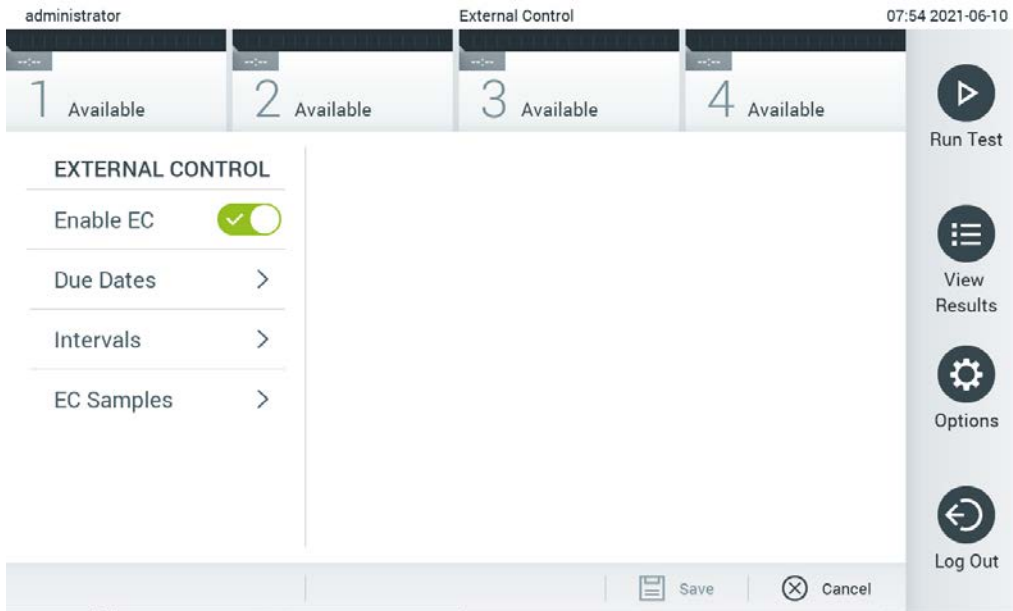 administrator External Control 07:54 2021-06-10
--:-- --:-- --:-- --:--
1 Available 2 Available 3 Available 4 Available
Run Test
EXTERNAL CONTROL
Enable EC
Due Dates
View
Results
Intervals
EC Samples
Options
Log Out
Save Cancel